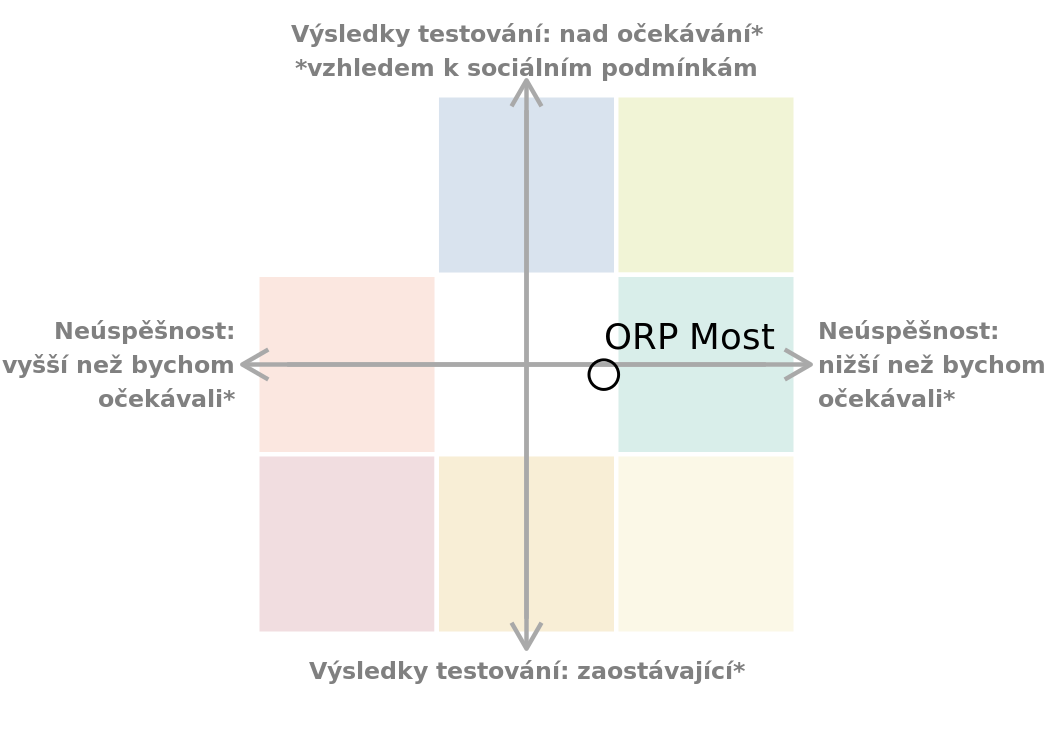 Výsledky testování: nad očekávání*
*vzhledem k sociálním podmínkám
Neúspěšnost:
vyšší než bychom
očekávali*
ORP Most
Neúspěšnost:
nižší než bychom
očekávali*
Výsledky testování: zaostávající*